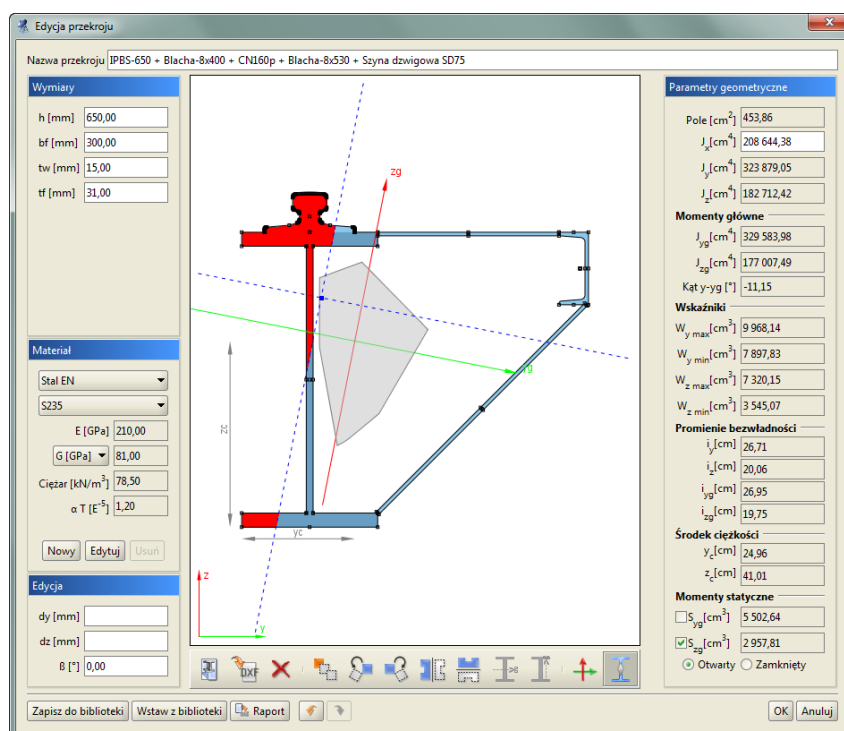 Edycja przekroju
Nazwa przekroju IPBS-650 + Blacha-8x400 + CN160p + Blacha-8x530 + Szyna dzwigowa SD75
Wymiary
h [mm] 650,00
bf [mm] 300,00
tw [mm] 15,00
tf [mm] 31,00
Materiał
Stal EN
S235
E [GPa] 210,00
G [GPa] 81,00
Ciężar [kN/m³] 78,50
α T [E⁻⁵] 1,20
Nowy Edytuj Usuń
Edycja
dy [mm]
dz [mm]
ß [°] 0,00
zg
yg
zc
yc
z
Y
DXF
Parametry geometryczne
Pole [cm²] 453,86
Jx[cm⁴] 208 644,38
Jy[cm⁴] 323 879,05
Jz[cm⁴] 182 712,42
Momenty główne
Jyg[cm⁴] 329 583,98
Jzg[cm⁴] 177 007,49
Kąt y-yg [°] -11,15
Wskaźniki
Wy max[cm³] 9 968,14
Wy min[cm³] 7 897,83
Wz max[cm³] 7 320,15
Wz min[cm³] 3 545,07
Promienie bezwładności
iy[cm] 26,71
iz[cm] 20,06
iyg[cm] 26,95
izg[cm] 19,75
Środek ciężkości
yc[cm] 24,96
zc[cm] 41,01
Momenty statyczne
Syg[cm³] 5 502,64
Szg[cm³] 2 957,81
Otwarty Zamknięty
Zapisz do biblioteki Wstaw z biblioteki Raport OK Anuluj